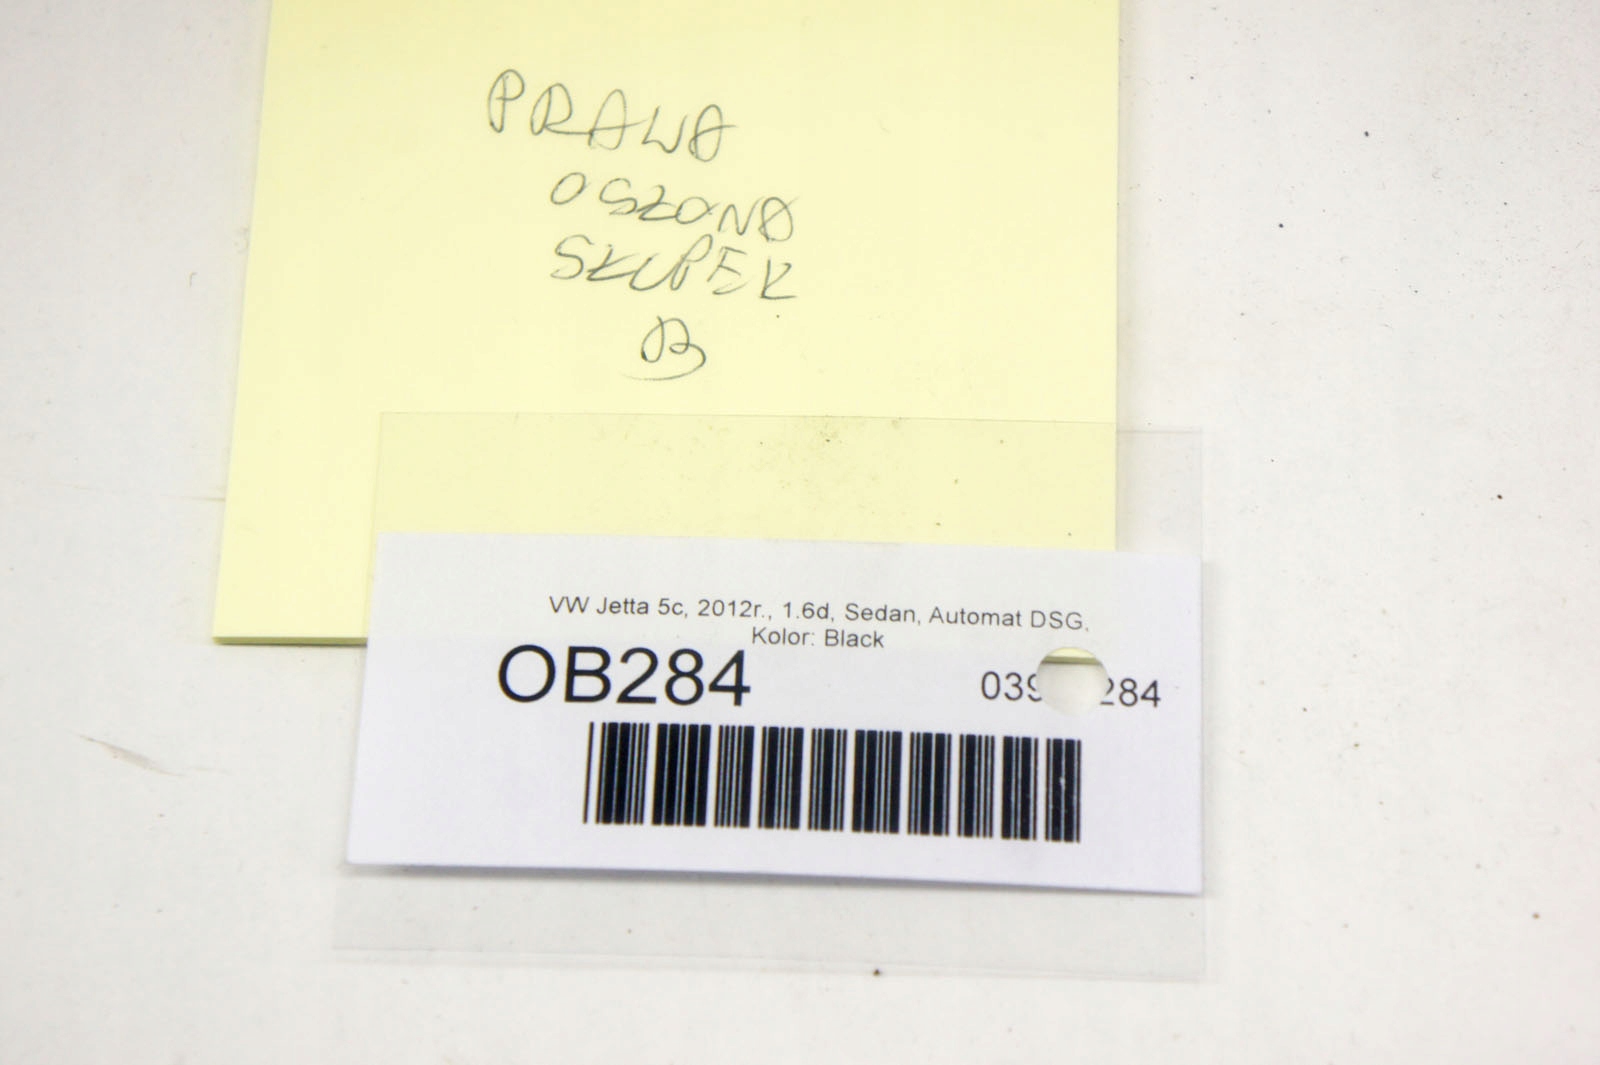 PRAWA
OSŁONA
SŁUPEK
B
VW Jetta 5c, 2012r., 1.6d, Sedan, Automat DSG,
Kolor: Black
OB284